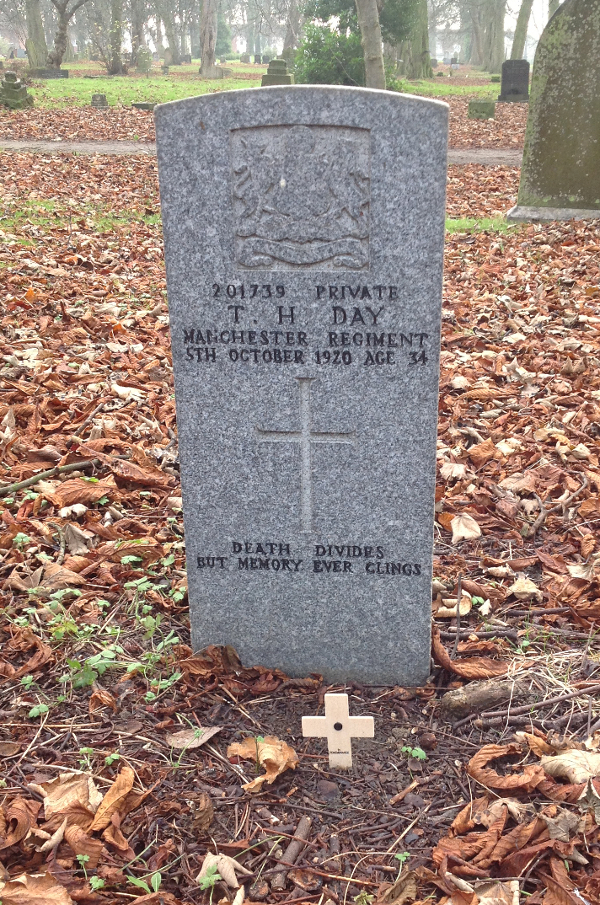 201739 PRIVATE
T. H DAY
MANCHESTER REGIMENT
5TH OCTOBER 1920 AGE 34
DEATH DIVIDES
BUT MEMORY EVER CLINGS